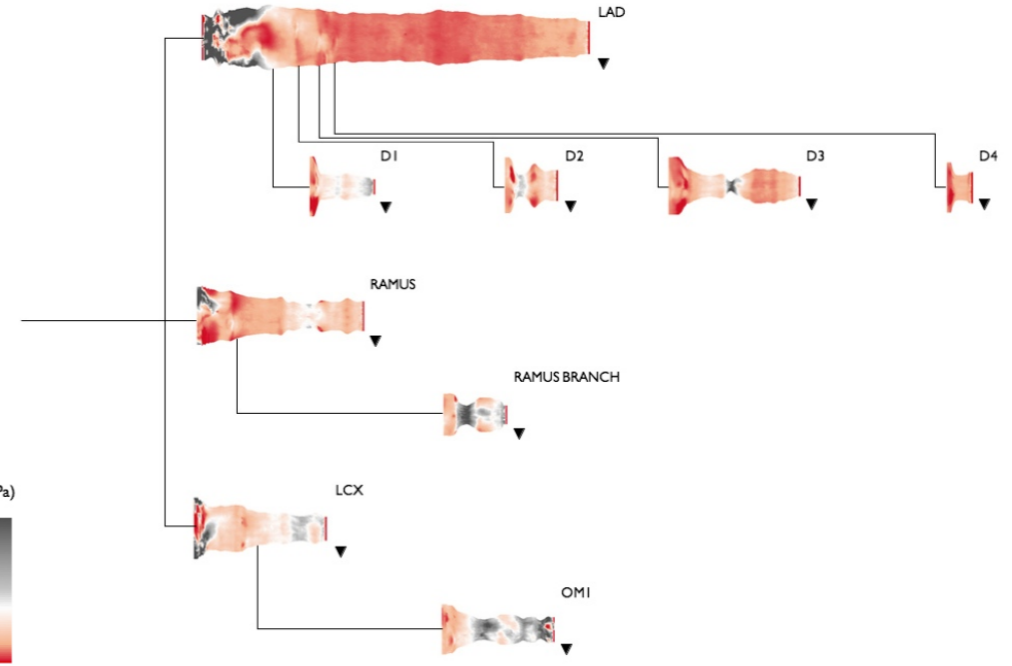 LAD
D1
D2
D3
D4
RAMUS
RAMUS BRANCH
LCX
Pa)
OM1